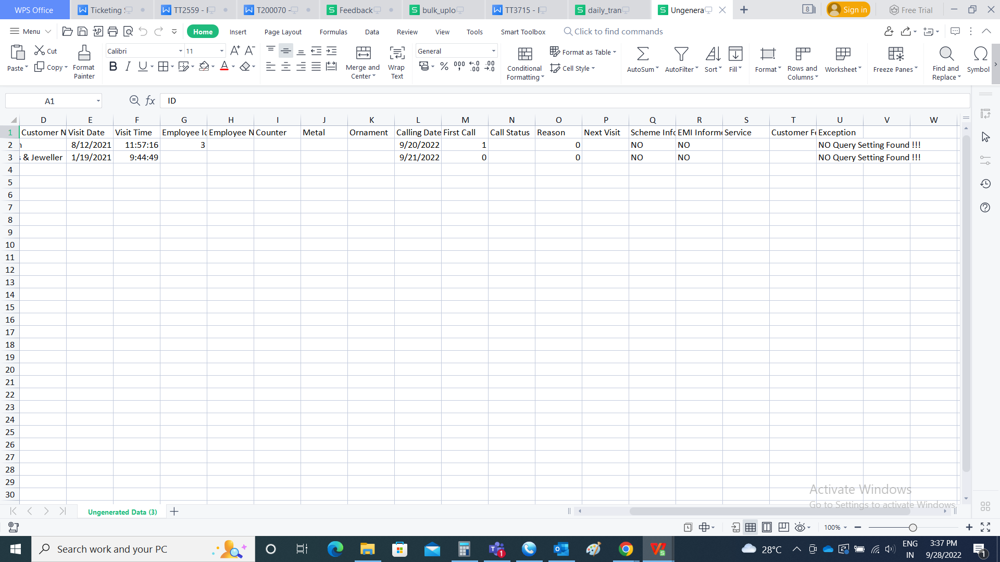 WPS Office Ticketing TT2559 - T200070 - Feedback bulk_uplo TT3715 - daily_tran Ungenera Sign in Free Trial
Menu Home Insert Page Layout Formulas Data Review View Tools Smart Toolbox Click to find commands
Paste Cut Copy Format Painter
Calibri 11
Merge and Center Wrap Text
General
Conditional Formatting Format as Table Cell Style
AutoSum AutoFilter Sort Fill Format Rows and Columns Worksheet Freeze Panes Find and Replace Symbol
A1 fx ID
D E F G H I J K L M N O P Q R S T U V W
1 Customer N Visit Date Visit Time Employee Id Employee N Counter Metal Ornament Calling Date First Call Call Status Reason Next Visit Scheme Info EMI Informe Service Customer Fe Exception
2 8/12/2021 11:57:16 3 9/20/2022 1 0 NO NO NO Query Setting Found !!!
3 & Jeweller 1/19/2021 9:44:49 9/21/2022 0 0 NO NO NO Query Setting Found !!!
4
5
6
7
8
9
10
11
12
13
14
15
16
17
18
19
20
21
22
23
24
25
26
27
28
29
30
Activate Windows
Go to Settings to activate Windows.
Ungenerated Data (3)
100%
Search work and your PC
1
28°C
ENG
IN
3:37 PM
9/28/2022
1